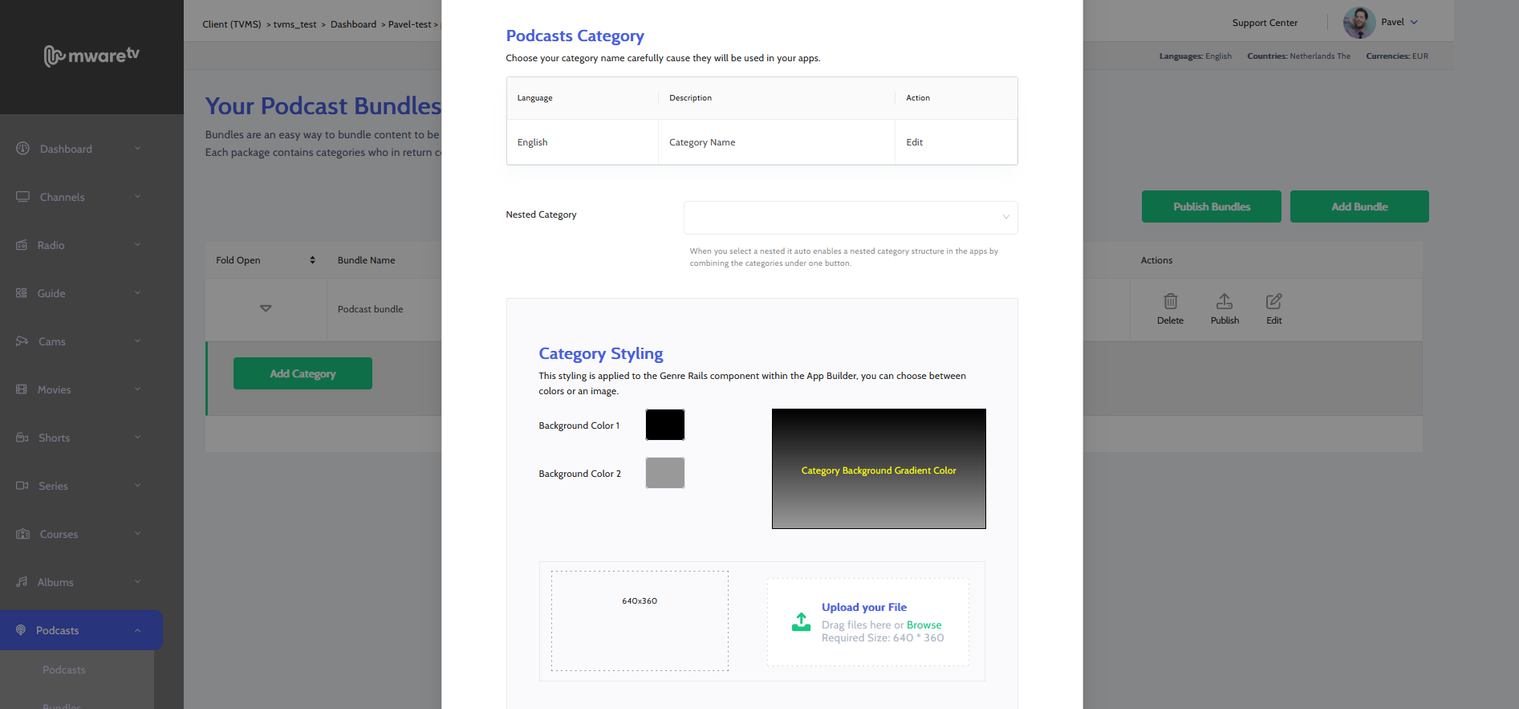 mwaretv
Client (TVMS) > tvms_test > Dashboard > Pavel-test >
Support Center
Pavel
Languages: English Countries: Netherlands The Currencies: EUR
Your Podcast Bundles
Bundles are an easy way to bundle content to be
Each package contains categories who in return
Publish Bundles
Add Bundle
Fold Open
Bundle Name
Actions
Podcast bundle
Delete
Publish
Edit
Add Category
Dashboard
Channels
Radio
Guide
Cams
Movies
Shorts
Series
Courses
Albums
Podcasts
Podcasts
Bundles
Podcasts Category
Choose your category name carefully cause they will be used in your apps.
Language Description Action
English Category Name Edit
Nested Category
When you select a nested it auto enables a nested category structure in the apps by
combining the categories under one button.
Category Styling
This styling is applied to the Genre Rails component within the App Builder, you can choose between
colors or an image.
Background Color 1
Background Color 2
Category Background Gradient Color
640x360
Upload your File
Drag files here or Browse
Required Size: 640 * 360